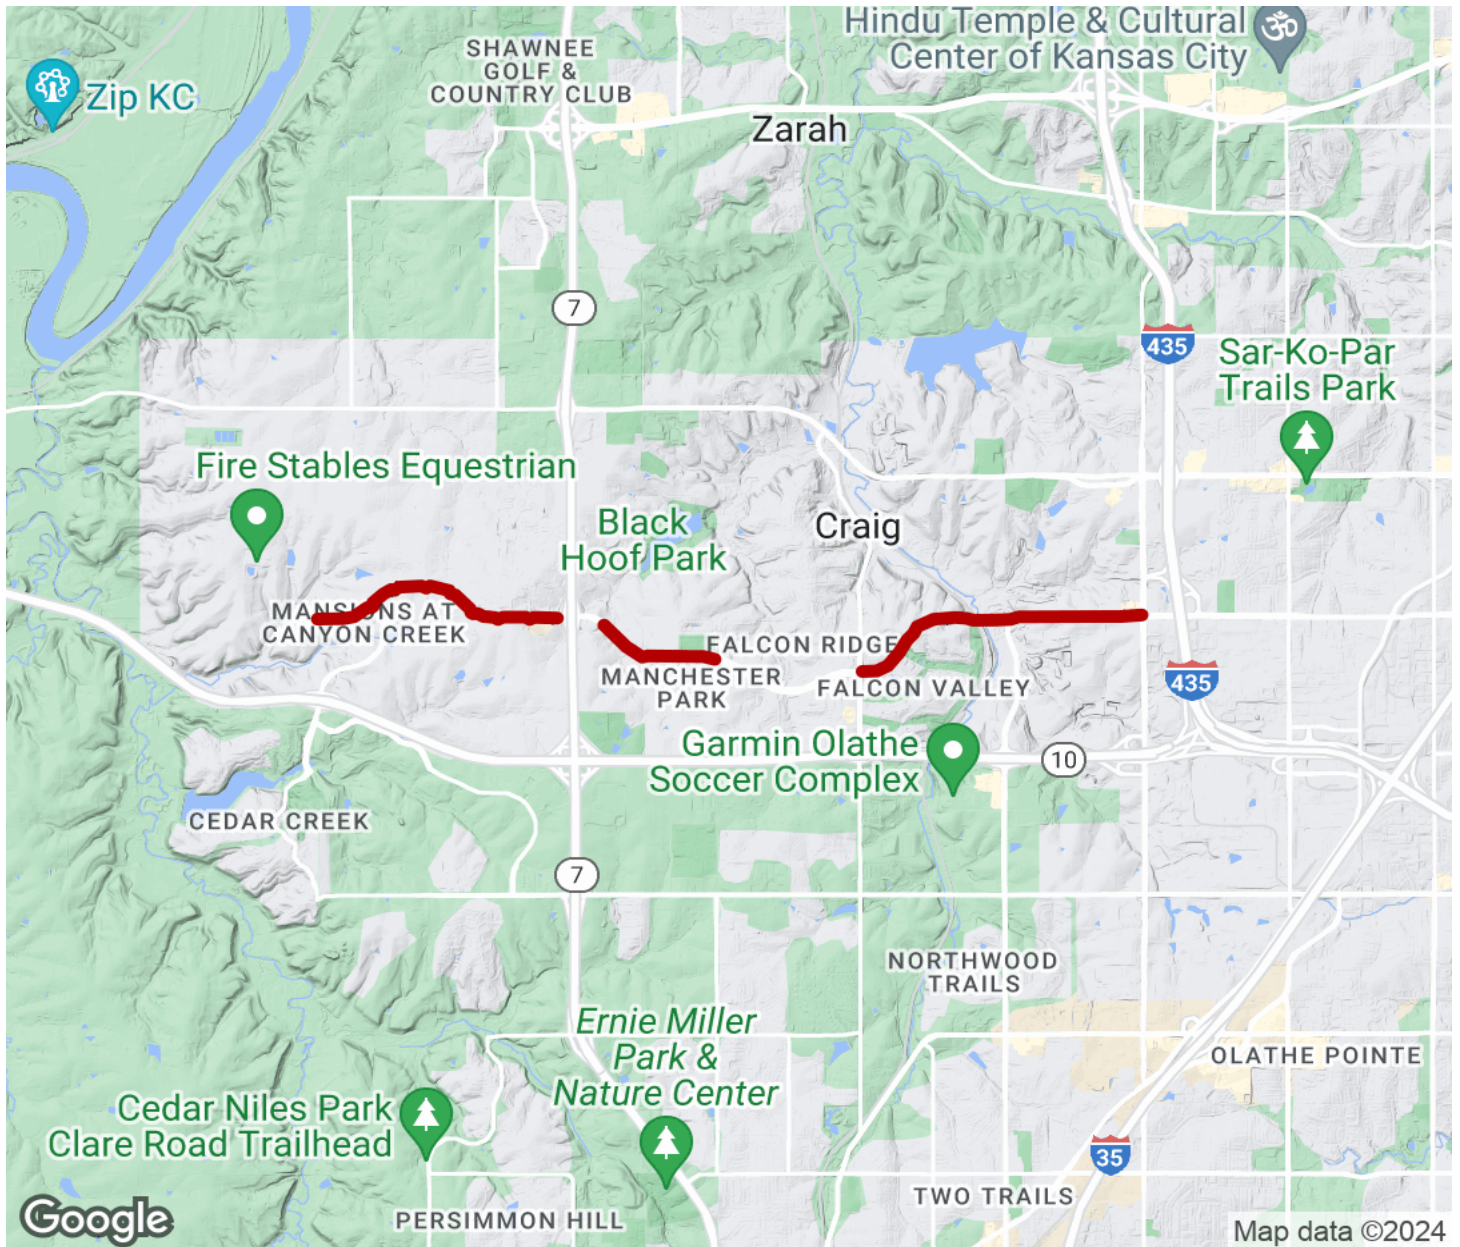 Hindu Temple & Cultural
Center of Kansas City
SHAWNEE
GOLF &
COUNTRY CLUB
Zip KC
Zarah
7
435
Sar-Ko-Par
Trails Park
Fire Stables Equestrian
Black
Hoof Park
Craig
MANSIONS AT
CANYON CREEK
FALCON RIDGE
MANCHESTER
PARK
FALCON VALLEY
435
Garmin Olathe
Soccer Complex
10
CEDAR CREEK
7
NORTHWOOD
TRAILS
Ernie Miller
Park &
Nature Center
OLATHE POINTE
Cedar Niles Park
Clare Road Trailhead
35
TWO TRAILS
PERSIMMON HILL
Google
Map data ©2024